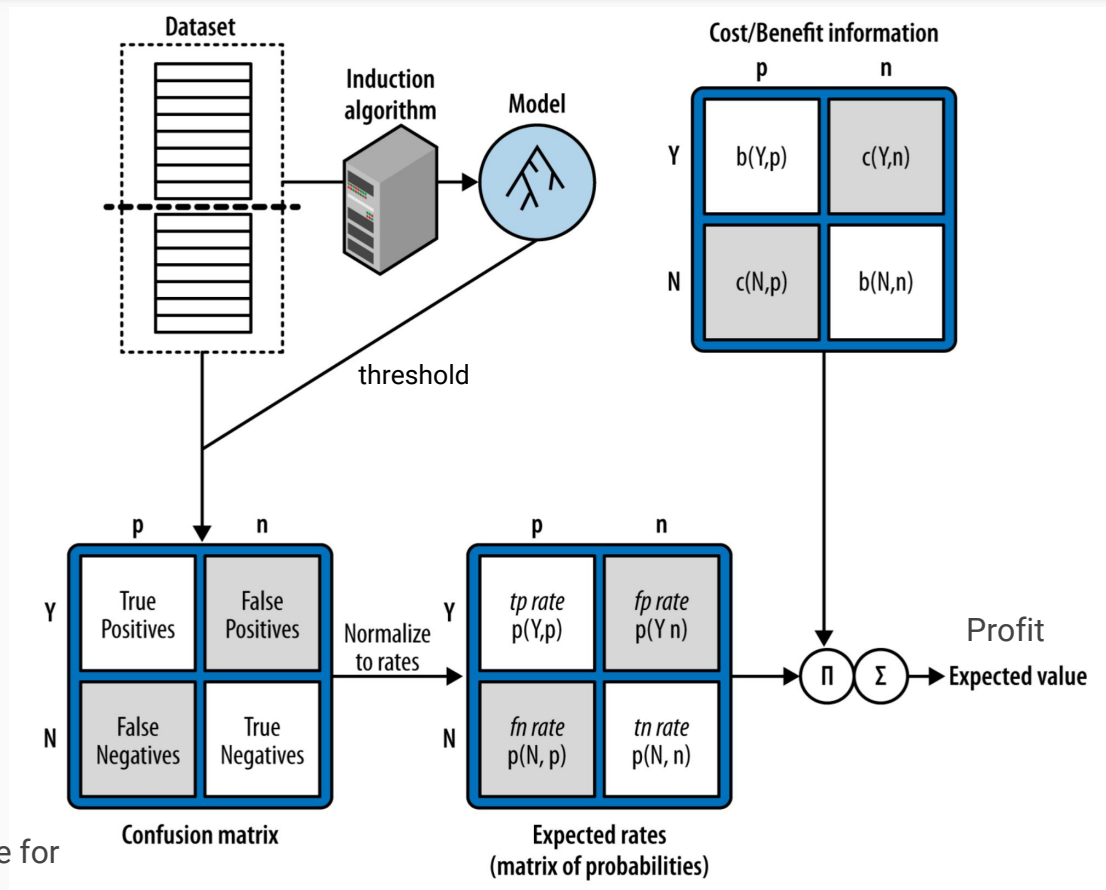 Dataset
Induction
algorithm
Model
threshold
Cost/Benefit information
p n
Y b(Y,p) c(Y,n)
N c(N,p) b(N,n)
p n
Y True
Positives
False
Positives
N False
Negatives
True
Negatives
Confusion matrix
Normalize
to rates
p n
Y tp rate
p(Y,p)
fp rate
p(Y n)
N fn rate
p(N, p)
tn rate
p(N, n)
Expected rates
(matrix of probabilities)
Π Σ
Profit
Expected value
e for